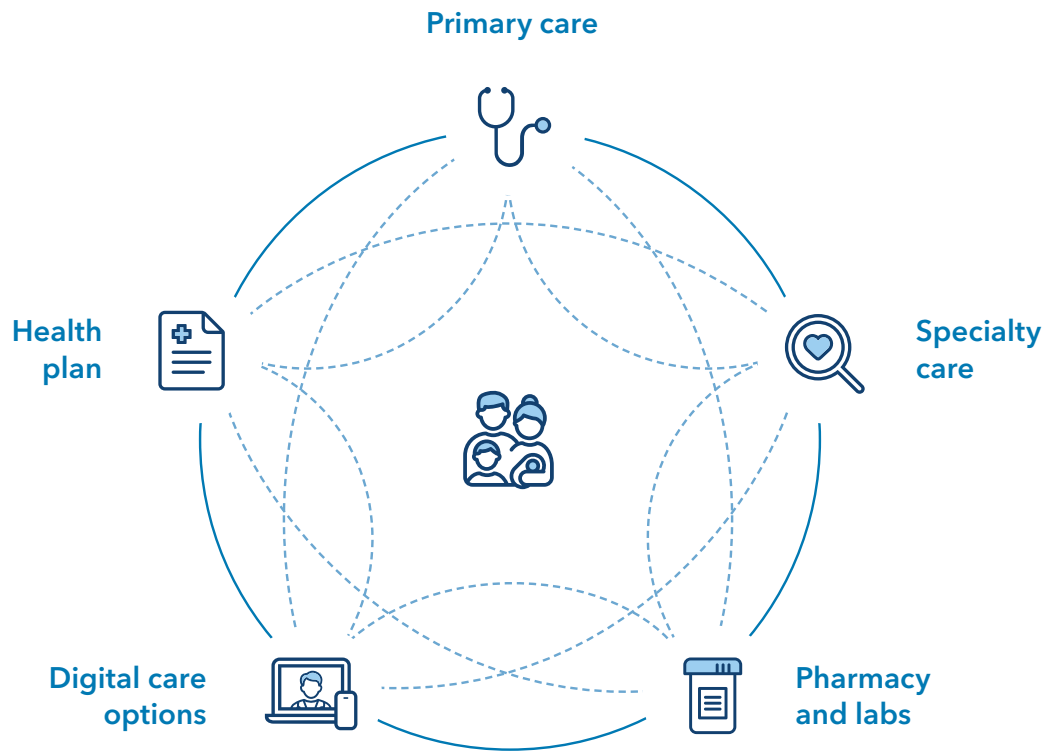 Primary care
Health
plan
Specialty
care
Digital care
options
Pharmacy
and labs